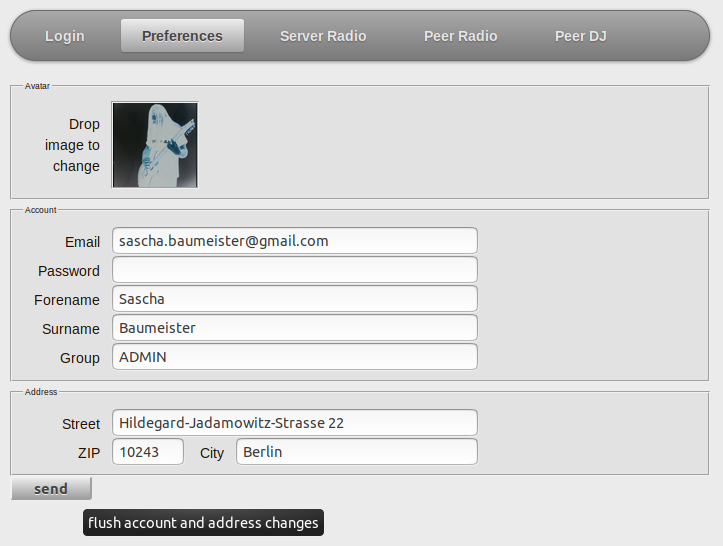 Login Preferences Server Radio Peer Radio Peer DJ
Avatar
Drop
image to
change
Account
Email sascha.baumeister@gmail.com
Password
Forename Sascha
Surname Baumeister
Group ADMIN
Address
Street Hildegard-Jadamowitz-Strasse 22
ZIP 10243 City Berlin
send
flush account and address changes